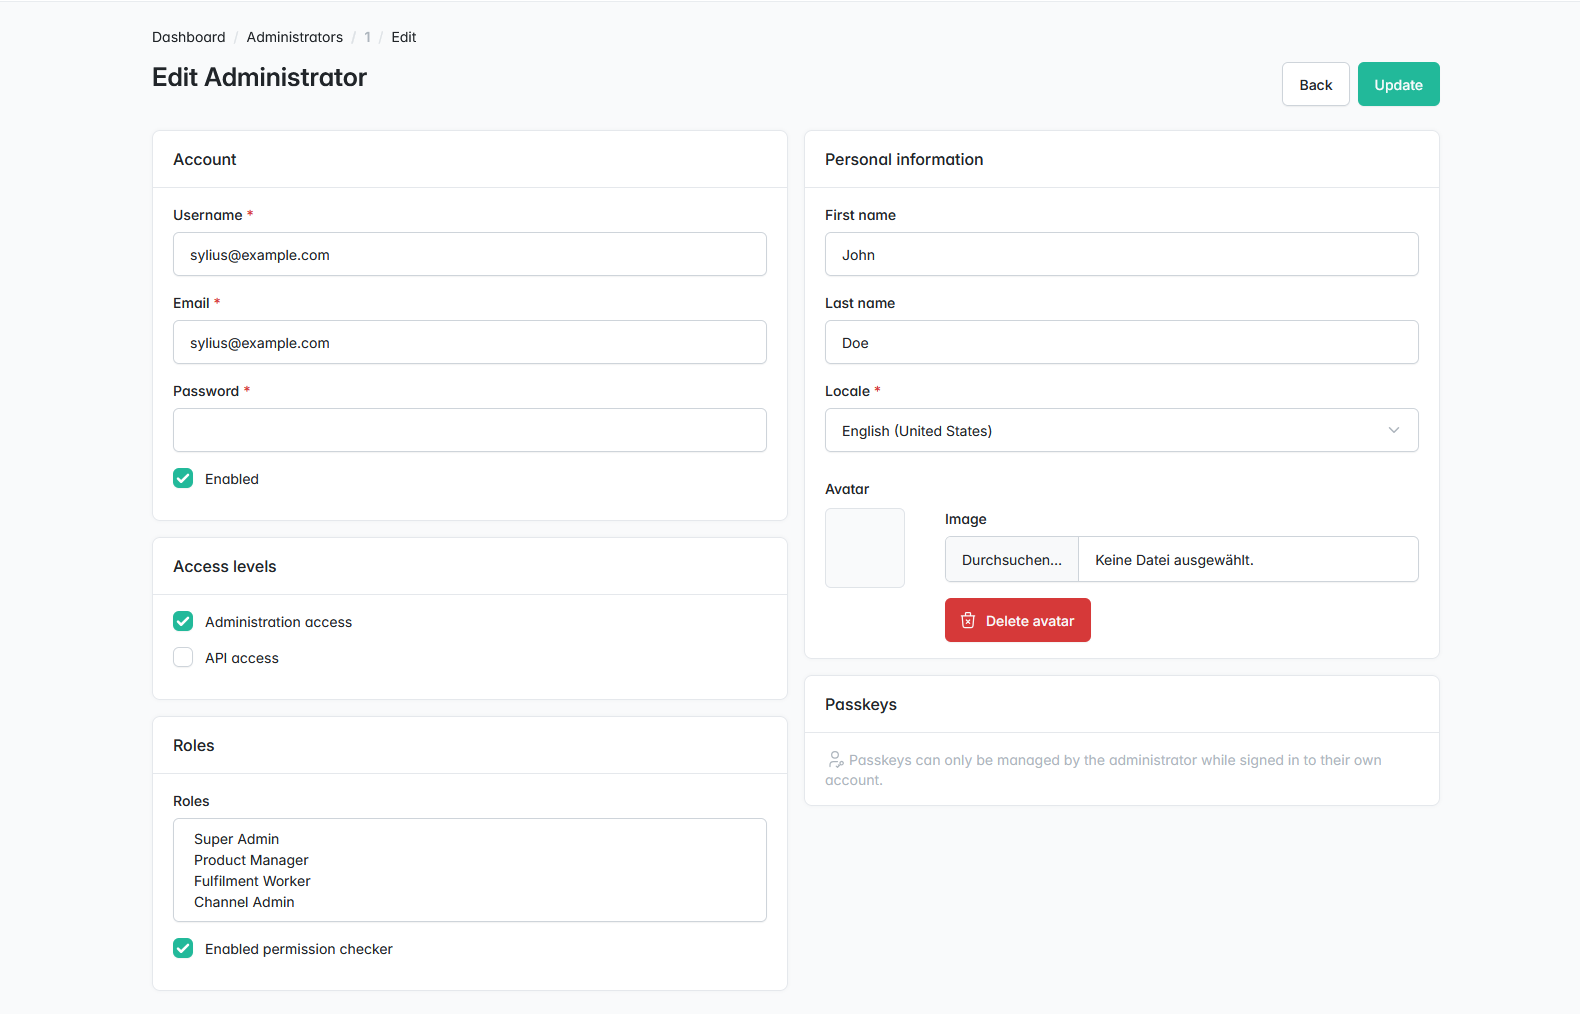 Dashboard / Administrators / 1 / Edit
Edit Administrator
Back
Update
Account
Username *
sylius@example.com
Email *
sylius@example.com
Password *
Enabled
Access levels
Administration access
API access
Roles
Roles
Super Admin
Product Manager
Fulfilment Worker
Channel Admin
Enabled permission checker
Personal information
First name
John
Last name
Doe
Locale *
English (United States)
Avatar
Image
Durchsuchen... Keine Datei ausgewählt.
Delete avatar
Passkeys
Passkeys can only be managed by the administrator while signed in to their own
account.